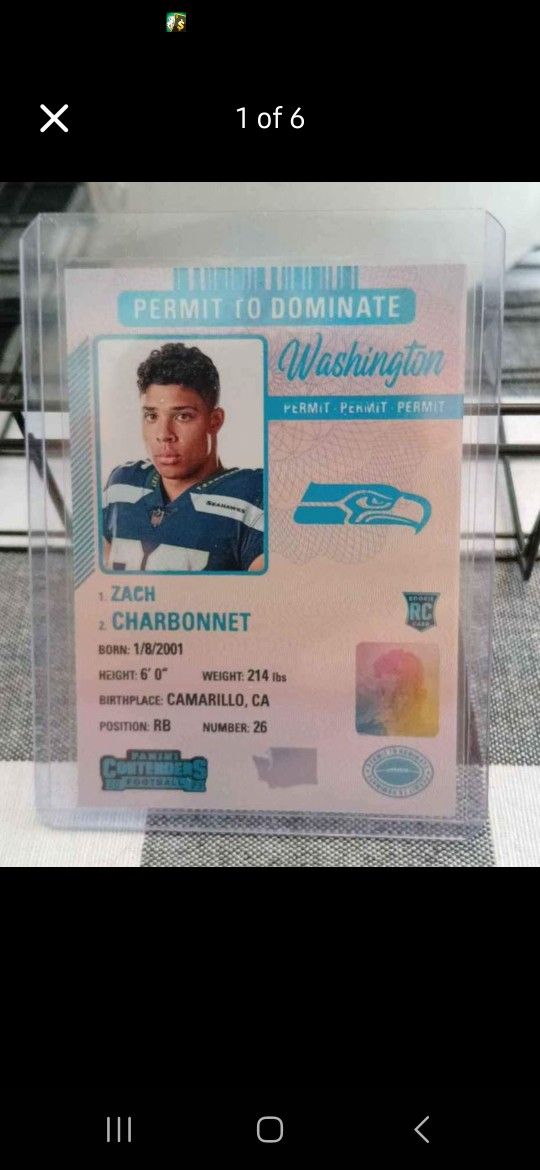 1 of 6
PERMIT TO DOMINATE
Washington
PERMIT · PERMIT · PERMIT
SEAHAWKS
1. ZACH
2. CHARBONNET
ROOKIE
RC
CARD
BORN: 1/8/2001
HEIGHT: 6' 0" WEIGHT: 214 lbs
BIRTHPLACE: CAMARILLO, CA
POSITION: RB NUMBER: 26
PANINI
CONTENDERS
FOOTBALL